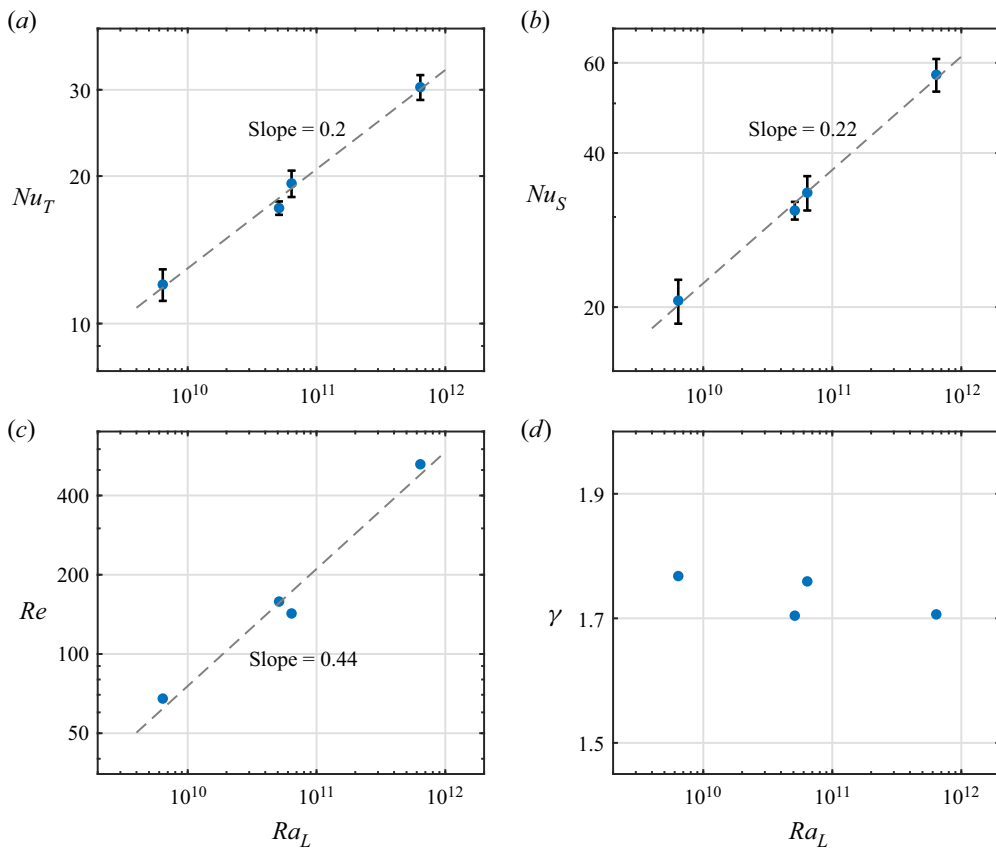 (a)
30
20
10
Nu_T
Slope = 0.2
10^10
10^11
10^12
(b)
60
40
20
Nu_S
Slope = 0.22
10^10
10^11
10^12
(c)
400
200
100
50
Re
Slope = 0.44
10^10
10^11
10^12
Ra_L
(d)
1.9
1.7
1.5
γ
10^10
10^11
10^12
Ra_L